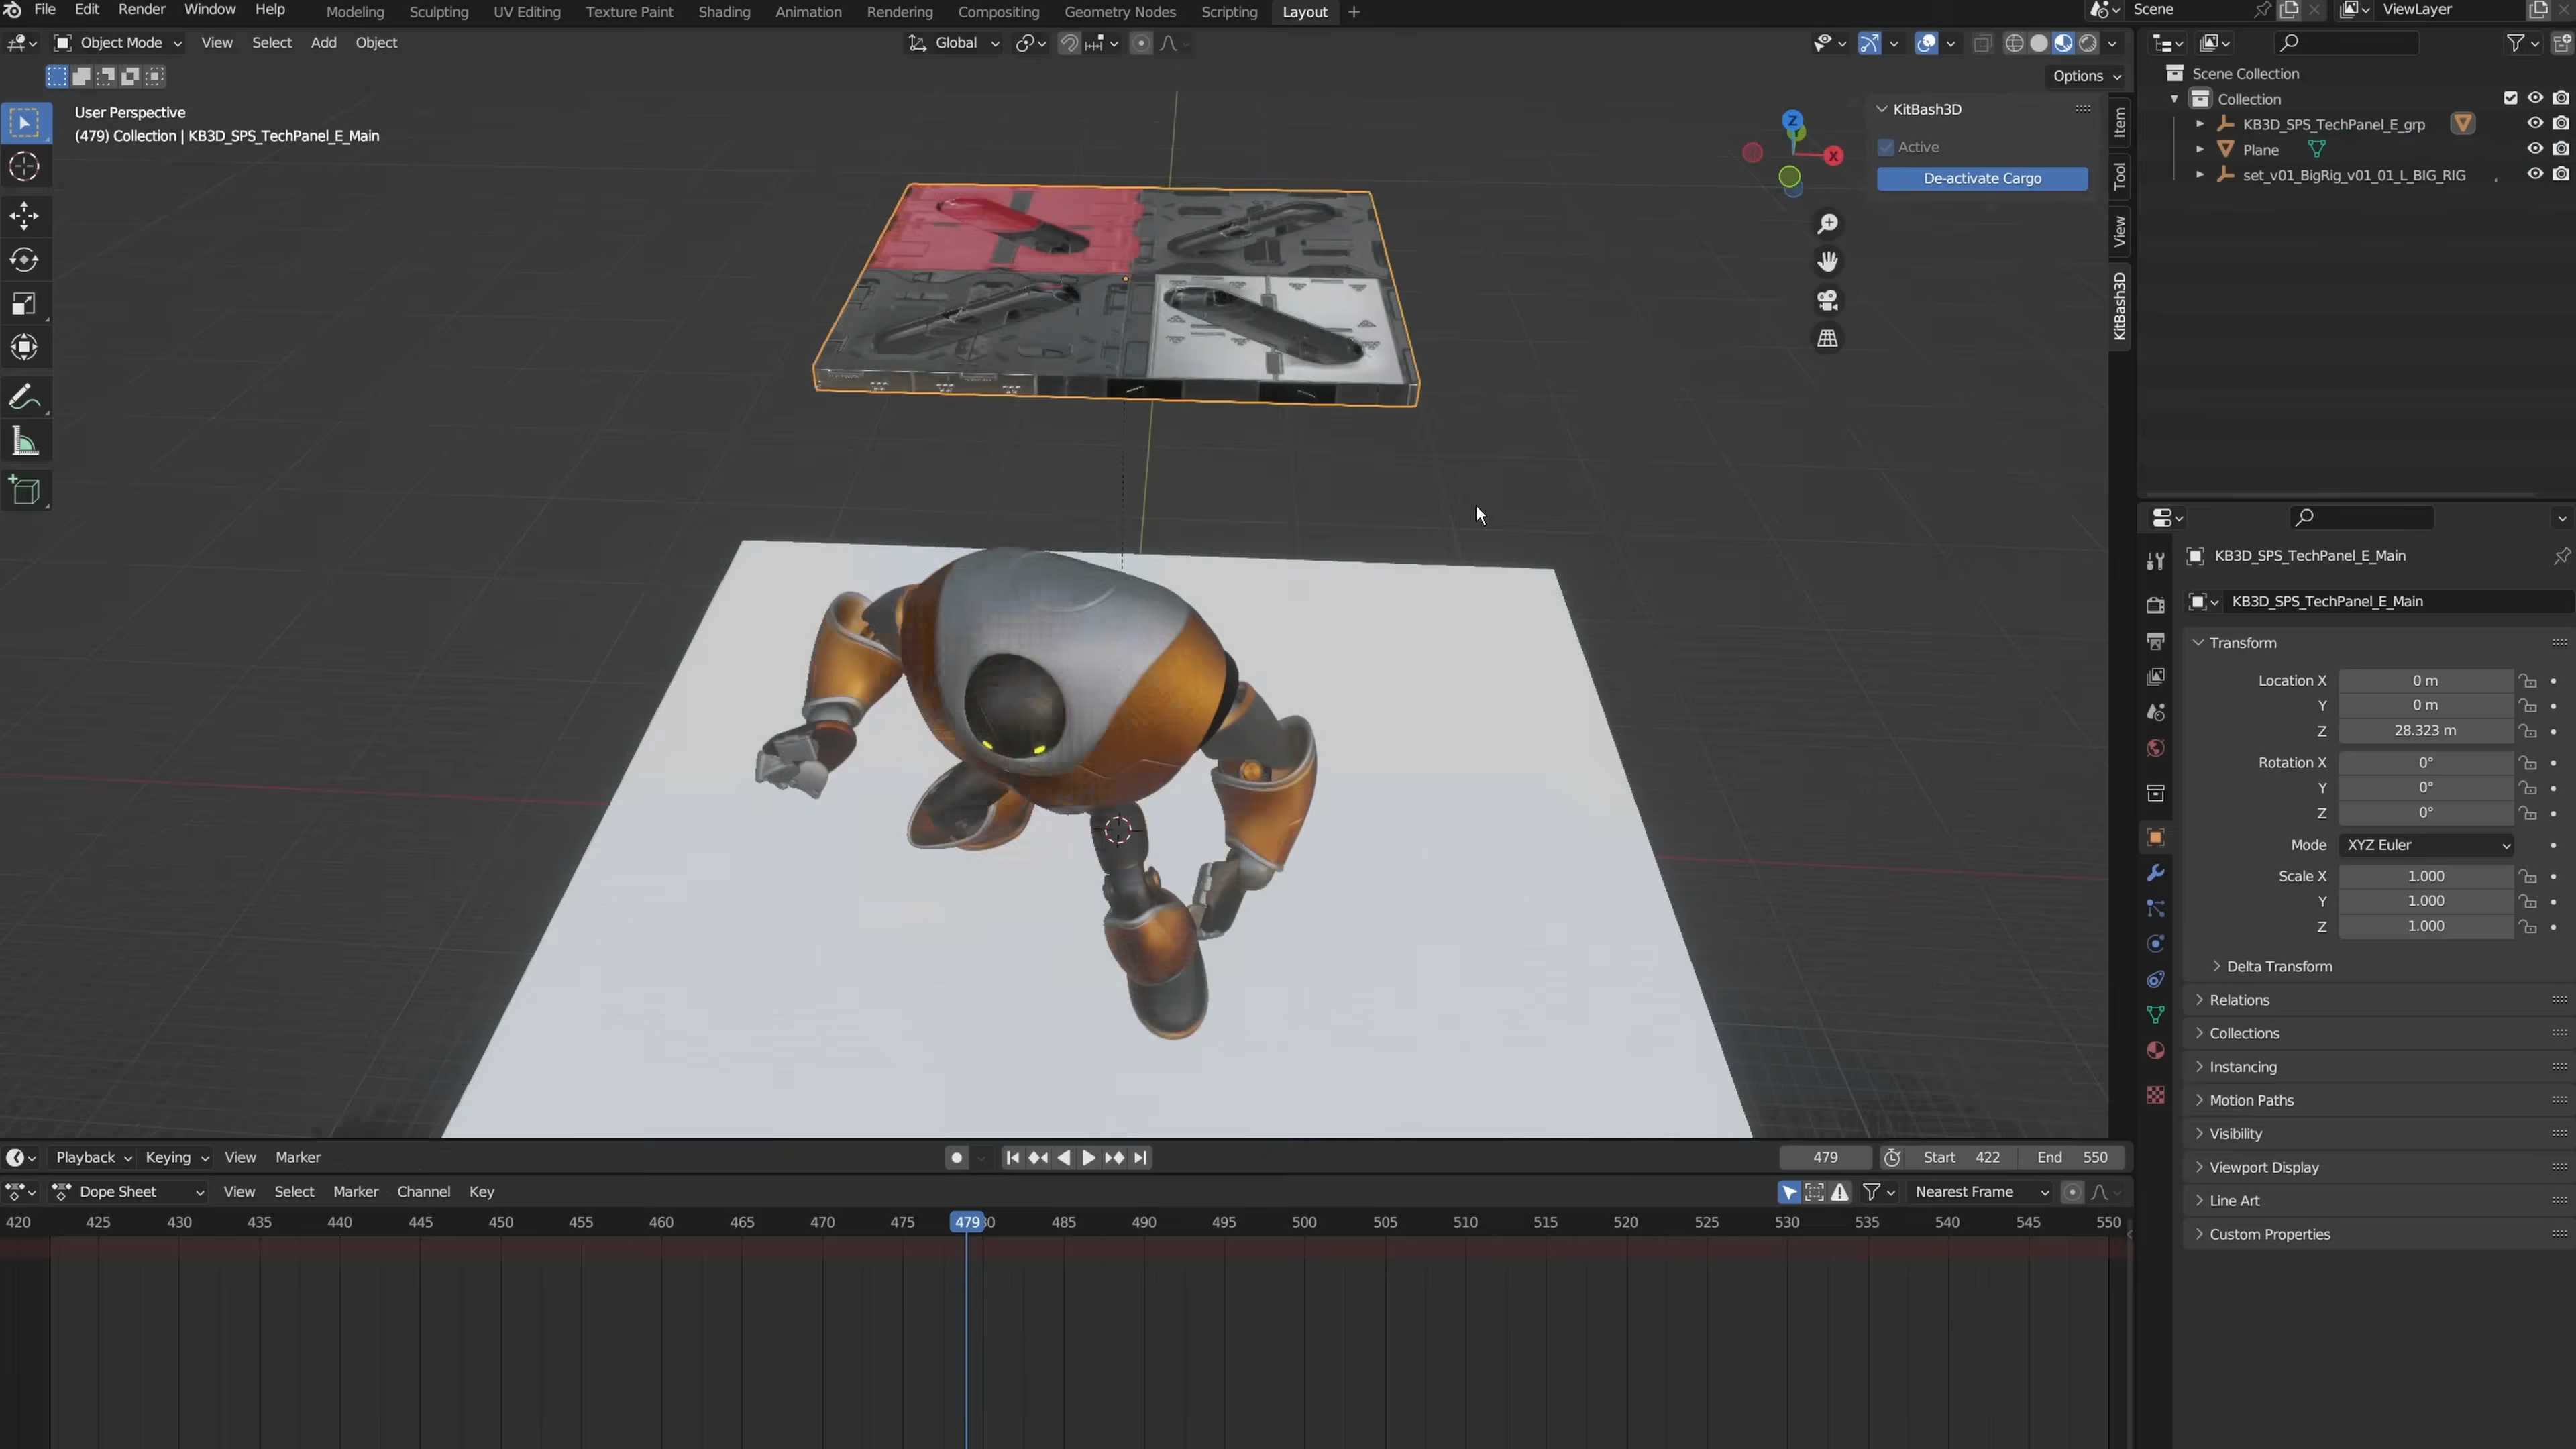 File Edit Render Window Help
Modeling Sculpting UV Editing Texture Paint Shading Animation Rendering Compositing Geometry Nodes Scripting Layout +
Scene ViewLayer
Object Mode View Select Add Object
Global
Options
User Perspective
(479) Collection | KB3D_SPS_TechPanel_E_Main
KitBash3D
Active
De-activate Cargo
Z
X
Item
Tool
View
KitBash3D
Scene Collection
Collection
KB3D_SPS_TechPanel_E_grp
Plane
set_v01_BigRig_v01_01_L_BIG_RIG
KB3D_SPS_TechPanel_E_Main
KB3D_SPS_TechPanel_E_Main
Transform
Location X 0 m
Y 0 m
Z 28.323 m
Rotation X 0°
Y 0°
Z 0°
Mode XYZ Euler
Scale X 1.000
Y 1.000
Z 1.000
Delta Transform
Relations
Collections
Instancing
Motion Paths
Visibility
Viewport Display
Line Art
Custom Properties
Playback Keying View Marker
479 Start 422 End 550
Dope Sheet View Select Marker Channel Key
Nearest Frame
420 425 430 435 440 445 450 455 460 465 470 475 479 485 490 495 500 505 510 515 520 525 530 535 540 545 550